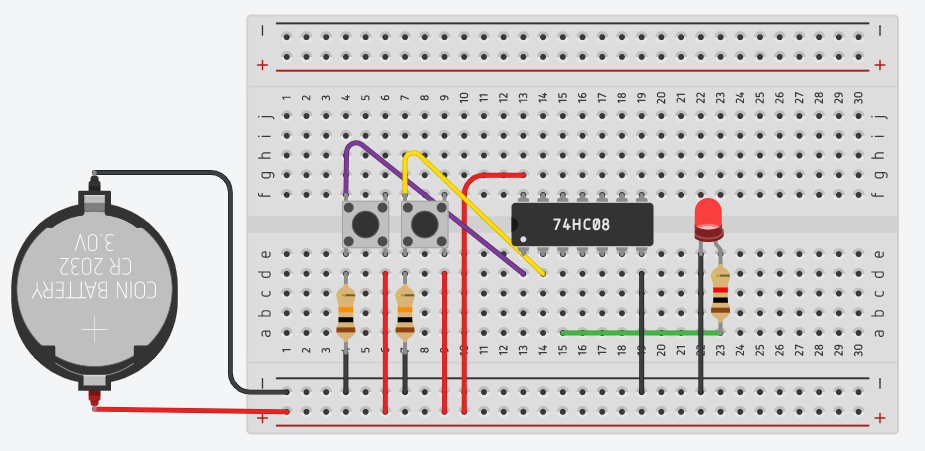 − −
+ +
1 2 3 4 5 6 7 8 9 10 11 12 13 14 15 16 17 18 19 20 21 22 23 24 25 26 27 28 29 30
j j
i i
h h
g g
f f
74HC08
COIN BATTERY
CR 2032
3.0V
+
e e
d d
c c
b b
a a
1 2 3 4 5 6 7 8 9 10 11 12 13 14 15 16 17 18 19 20 21 22 23 24 25 26 27 28 29 30
− −
+ +